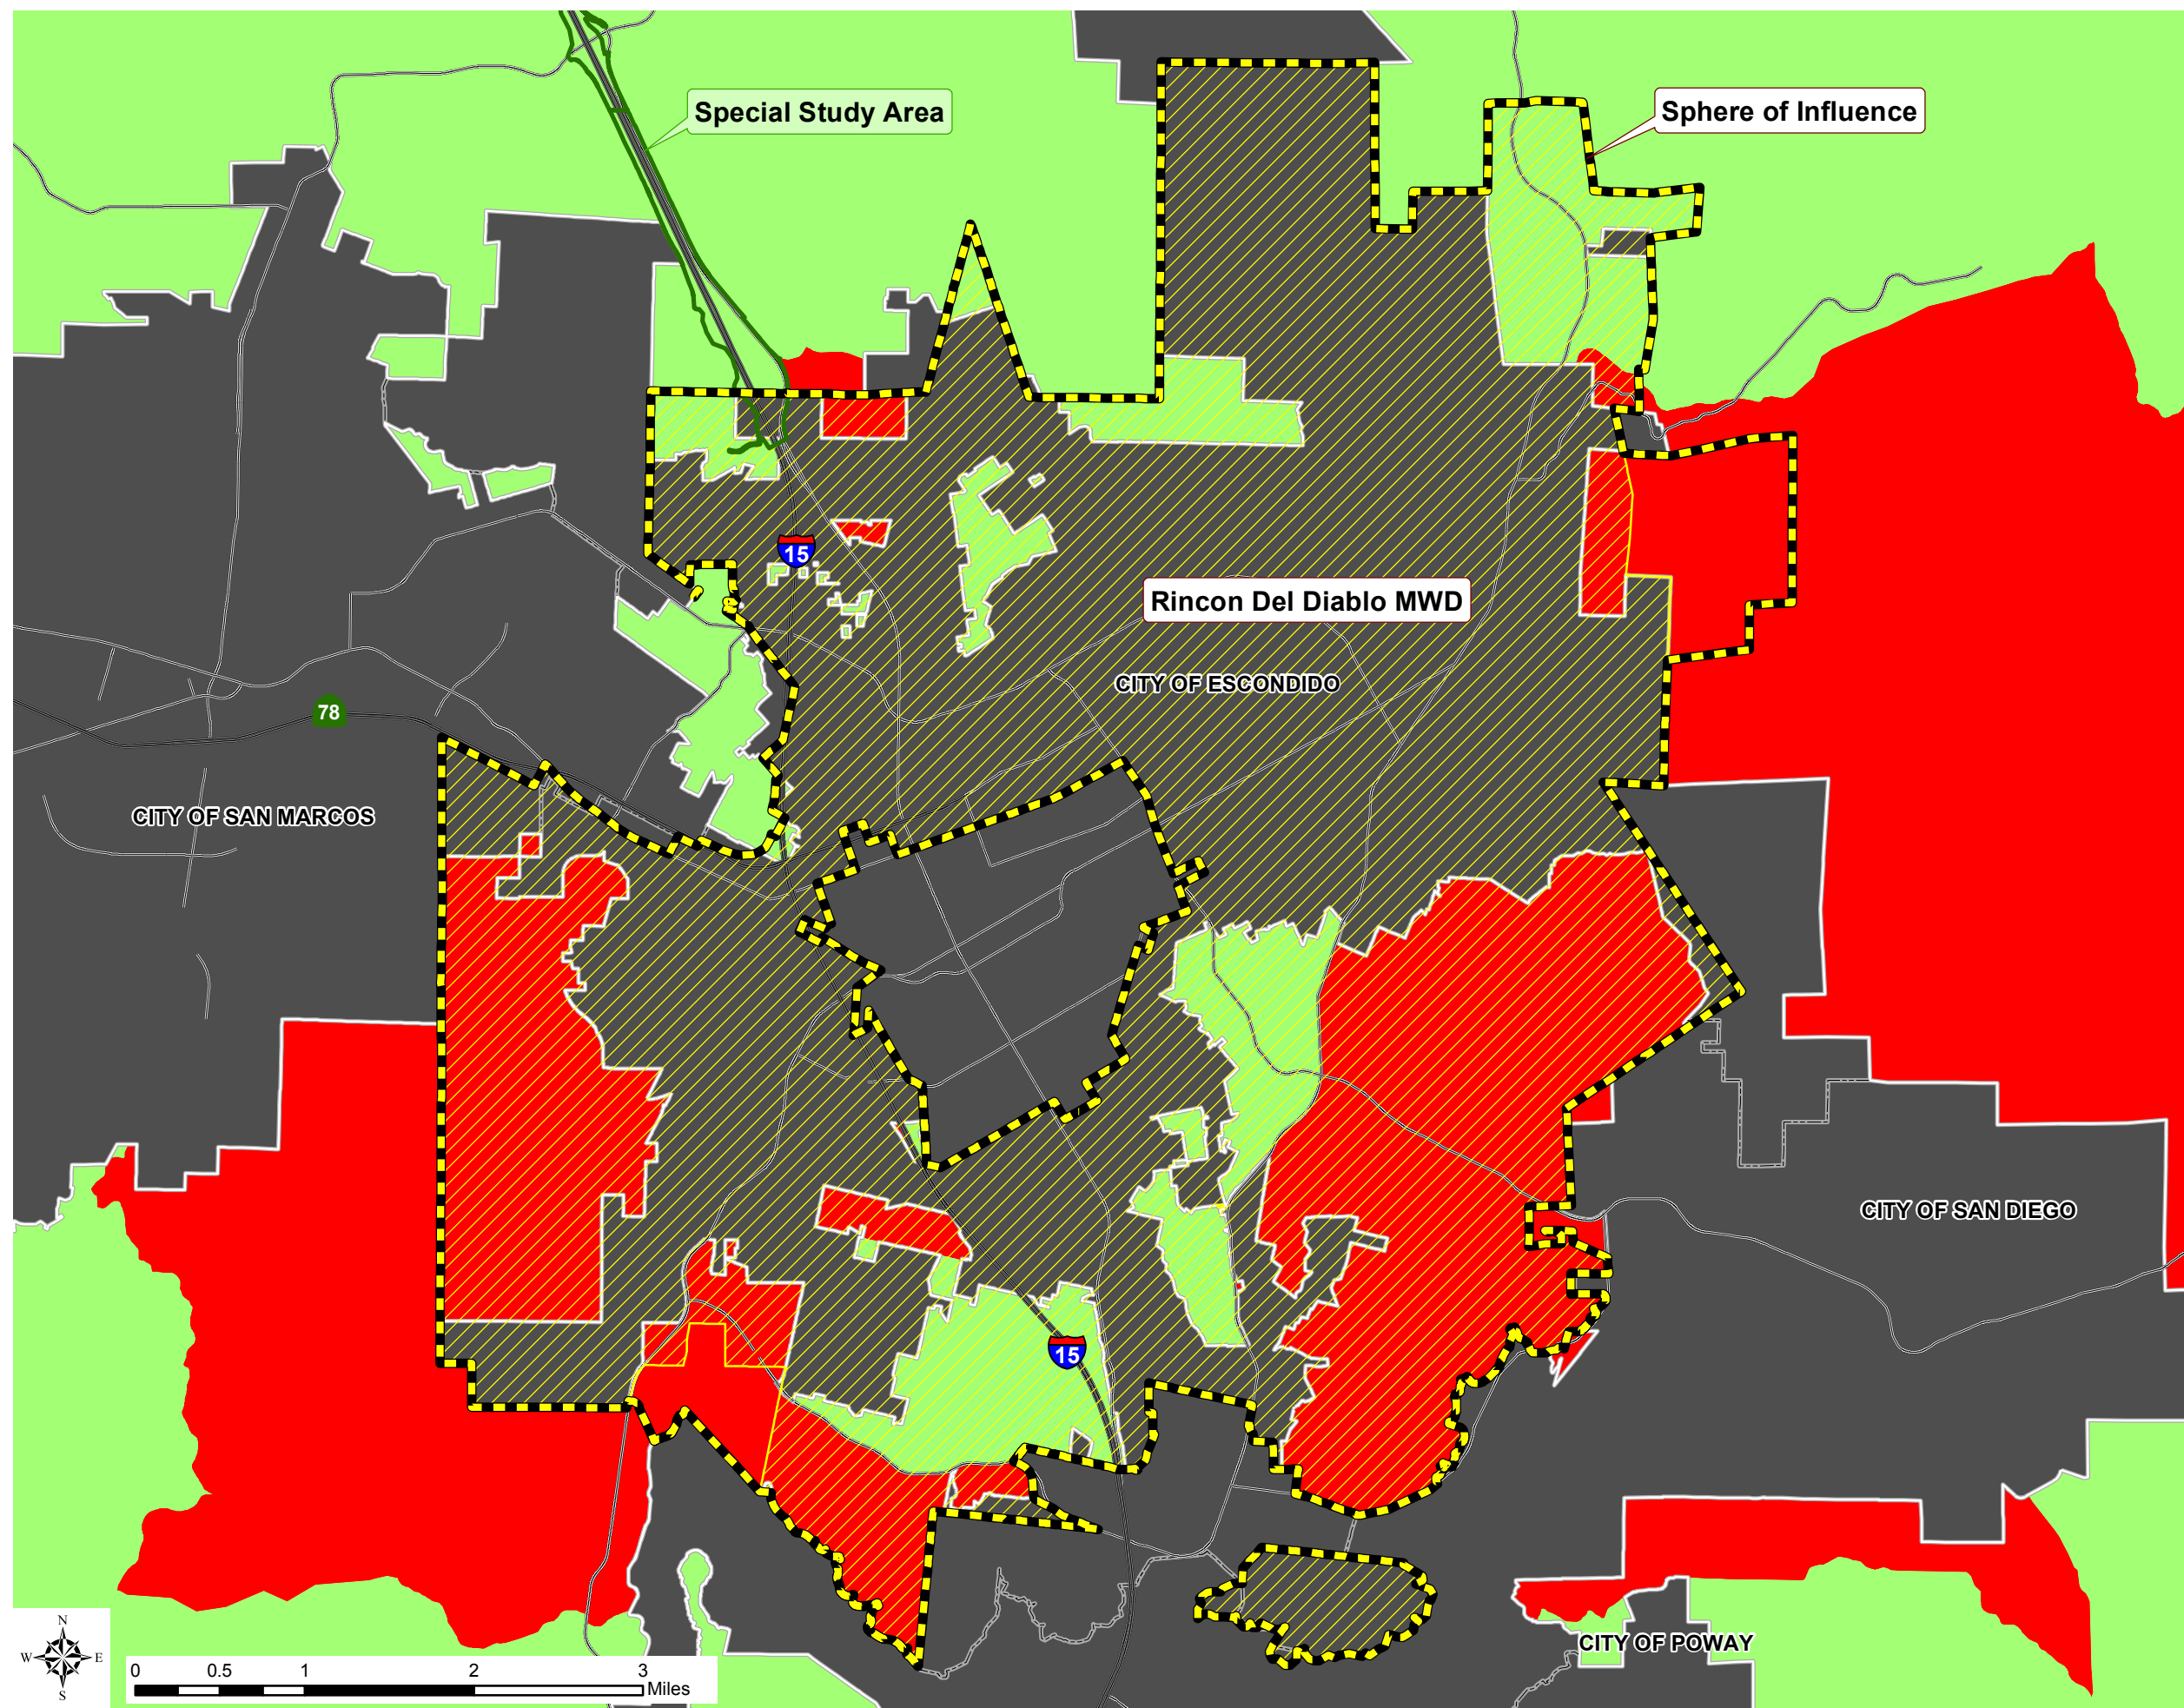 Special Study Area
Sphere of Influence
15
Rincon Del Diablo MWD
CITY OF ESCONDIDO
78
CITY OF SAN MARCOS
CITY OF SAN DIEGO
15
CITY OF POWAY
N
W E
S
0 0.5 1 2 3
Miles